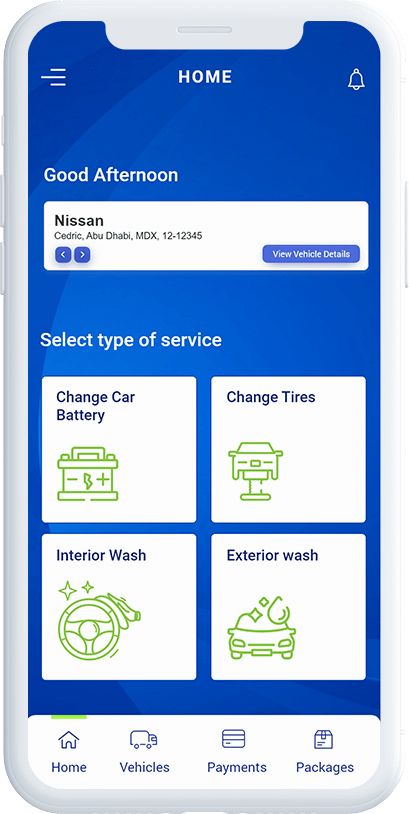 HOME
Good Afternoon
Nissan
Cedric, Abu Dhabi, MDX, 12-12345
View Vehicle Details
Select type of service
Change Car
Battery
Change Tires
Interior Wash
Exterior wash
Home
Vehicles
Payments
Packages